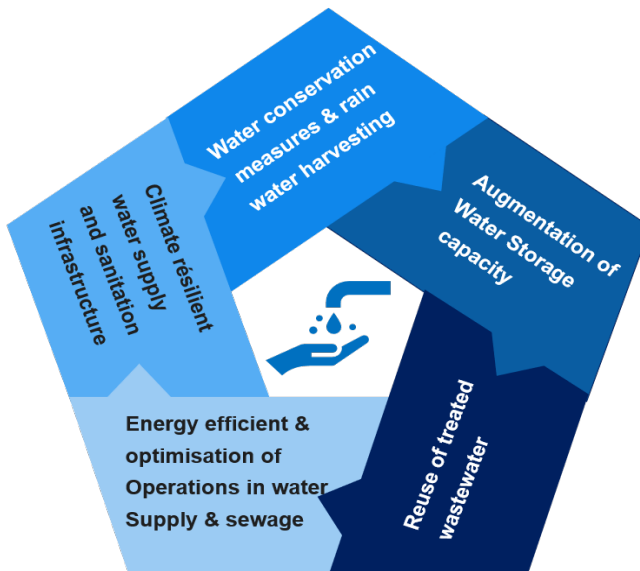 Water conservation
measures & rain
water harvesting
Augmentation of
Water Storage
capacity
Reuse of treated
wastewater
Energy efficient &
optimisation of
Operations in water
Supply & sewage
Climate résilient
water supply
and sanitation
infrastructure